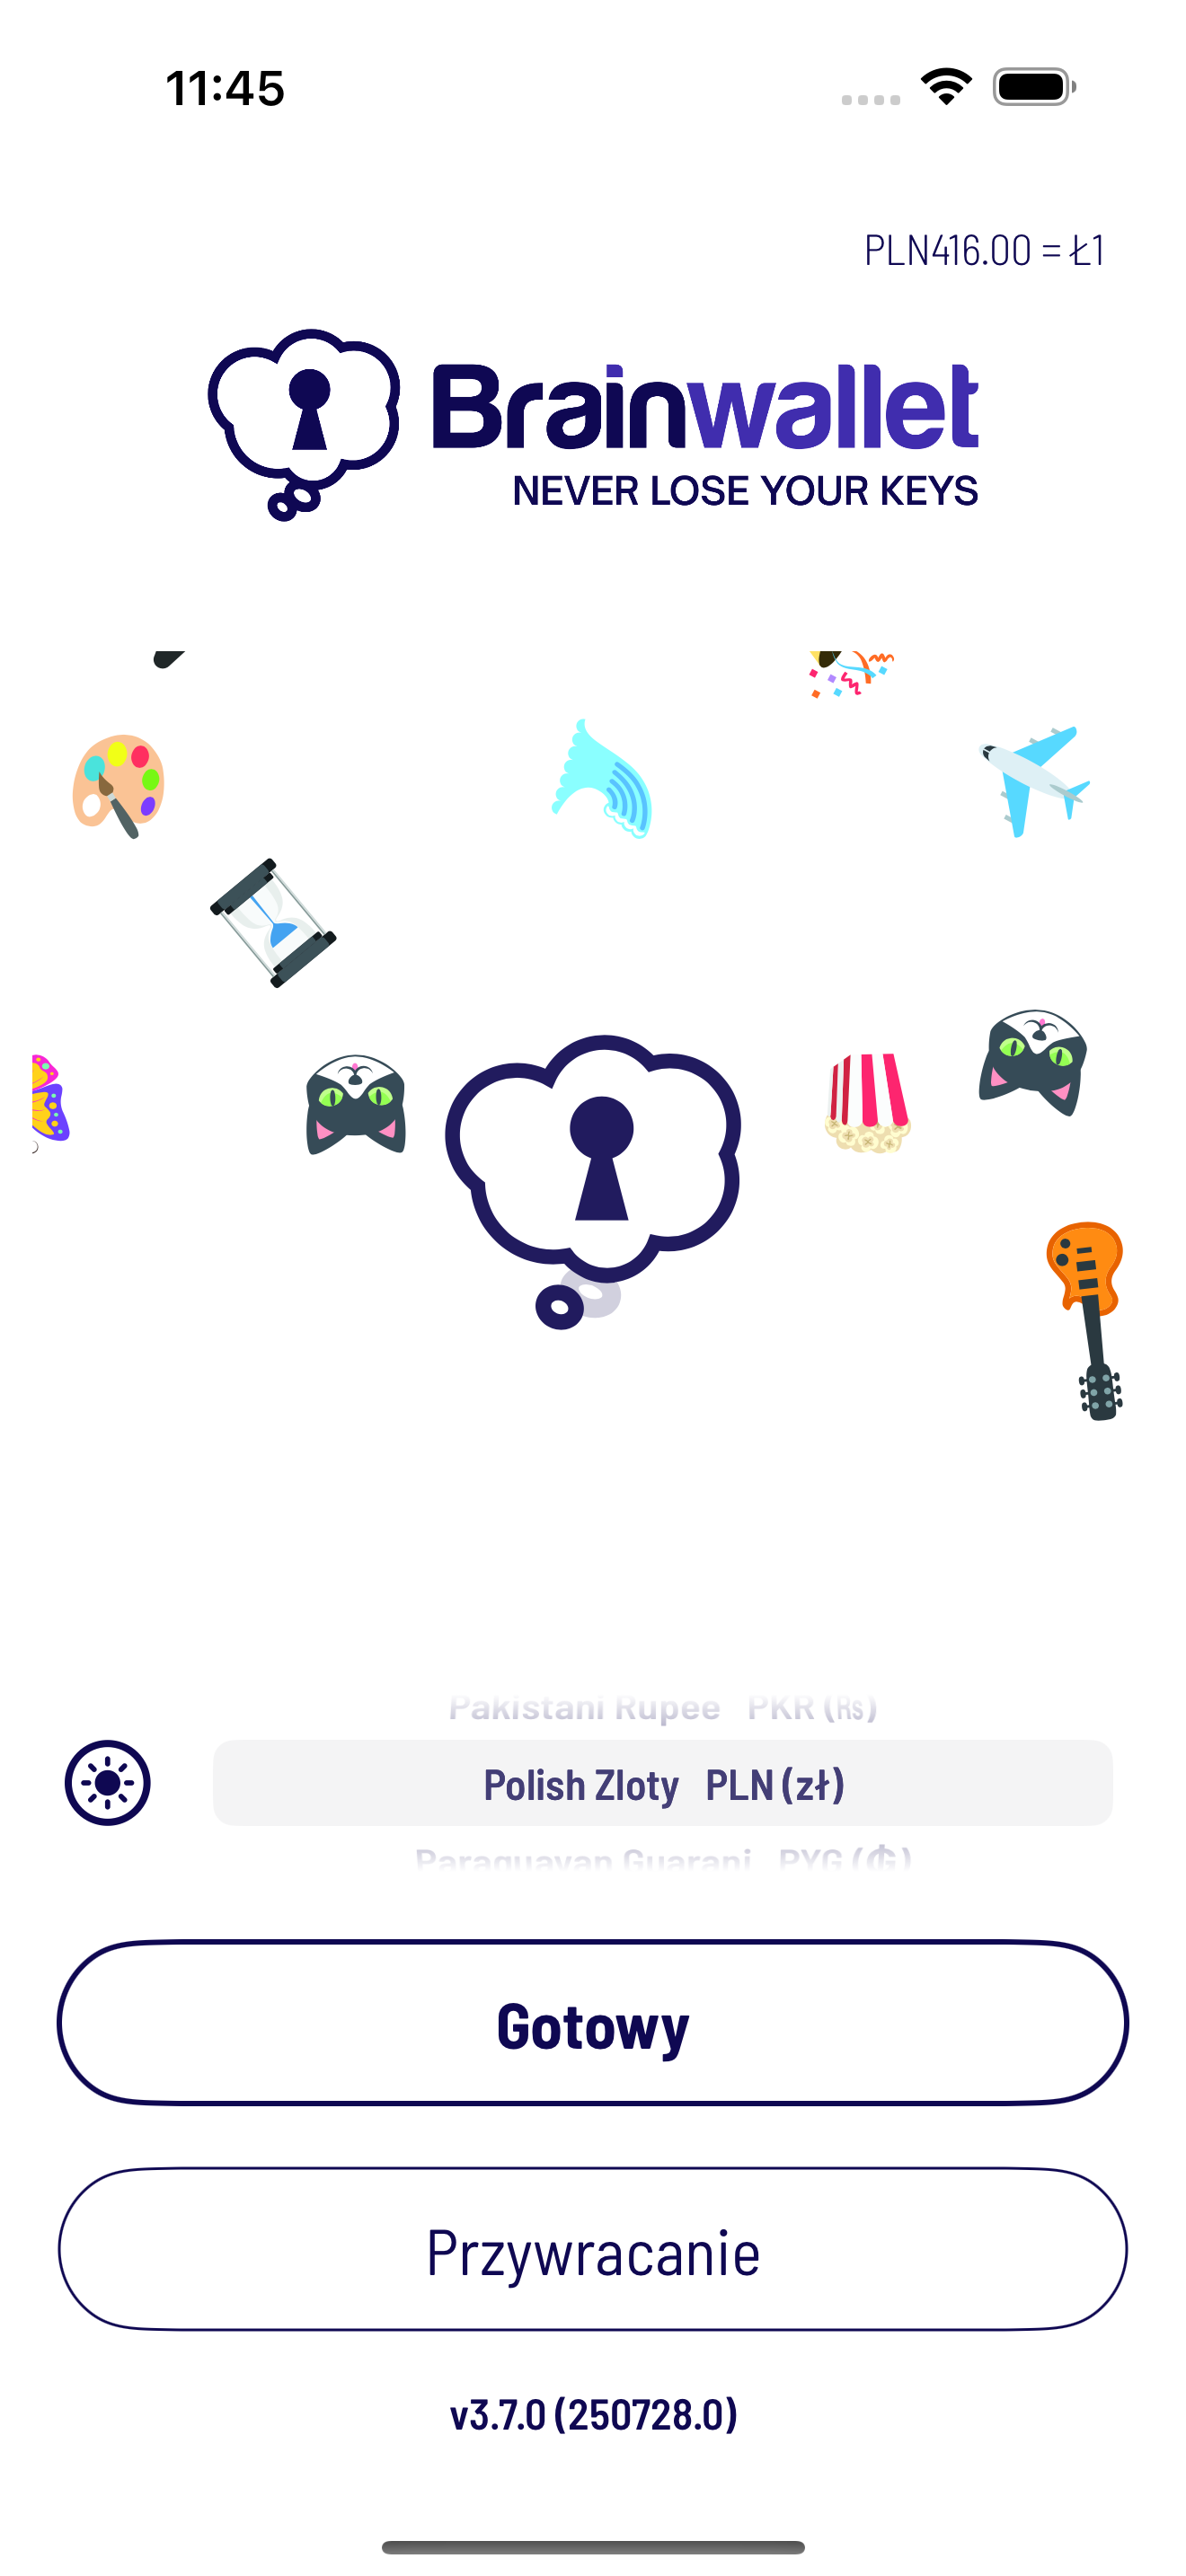 11:45
PLN416.00 = Ł1
Brainwallet
NEVER LOSE YOUR KEYS
Pakistani Rupee PKR (₨)
Polish Zloty PLN (zł)
Paraguayan Guarani PYG (₲)
Gotowy
Przywracanie
v3.7.0 (250728.0)